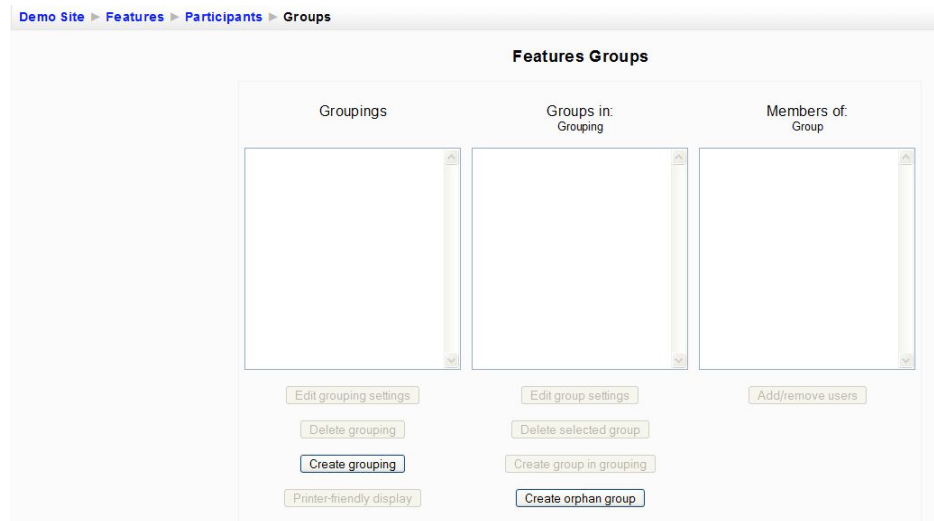 Demo Site ► Features ► Participants ► Groups
Features Groups
Groupings
Groups in:
Grouping
Members of:
Group
Edit grouping settings
Edit group settings
Add/remove users
Delete grouping
Delete selected group
Create grouping
Create group in grouping
Printer-friendly display
Create orphan group